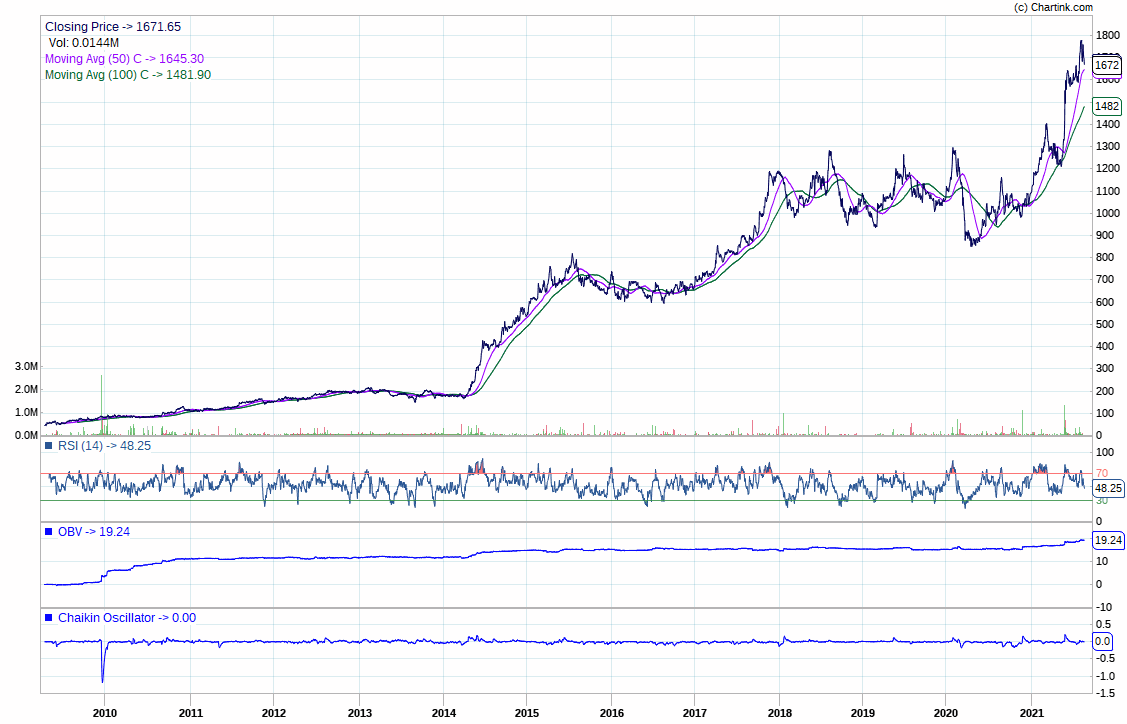 (c) Chartink.com
Closing Price -> 1671.65
Vol: 0.0144M
Moving Avg (50) C -> 1645.30
Moving Avg (100) C -> 1481.90
1800
1672
1600
1482
1400
1300
1200
1100
1000
900
800
700
600
500
400
300
200
100
0
3.0M
2.0M
1.0M
0.0M
RSI (14) -> 48.25
100
70
48.25
30
0
OBV -> 19.24
19.24
10
0
-10
Chaikin Oscillator -> 0.00
0.5
0.0
-0.5
-1.0
-1.5
2010 2011 2012 2013 2014 2015 2016 2017 2018 2019 2020 2021